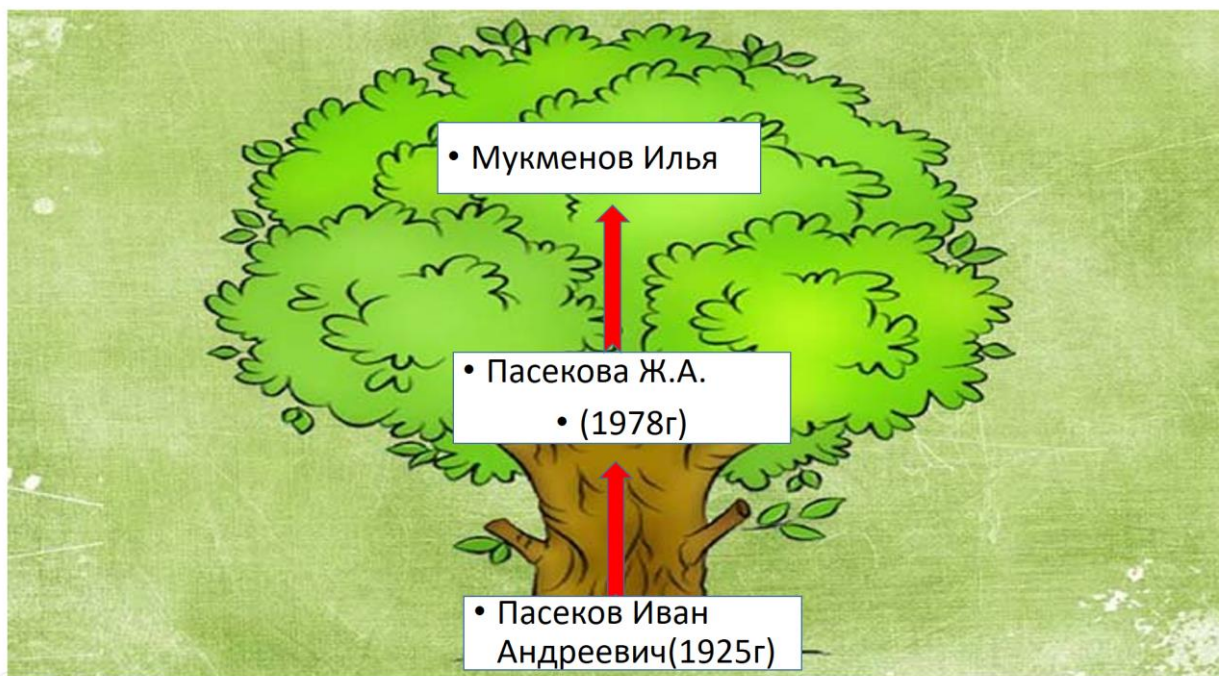 • Мукменов Илья
• Пасекова Ж.А.
• (1978г)
• Пасеков Иван
Андреевич(1925г)